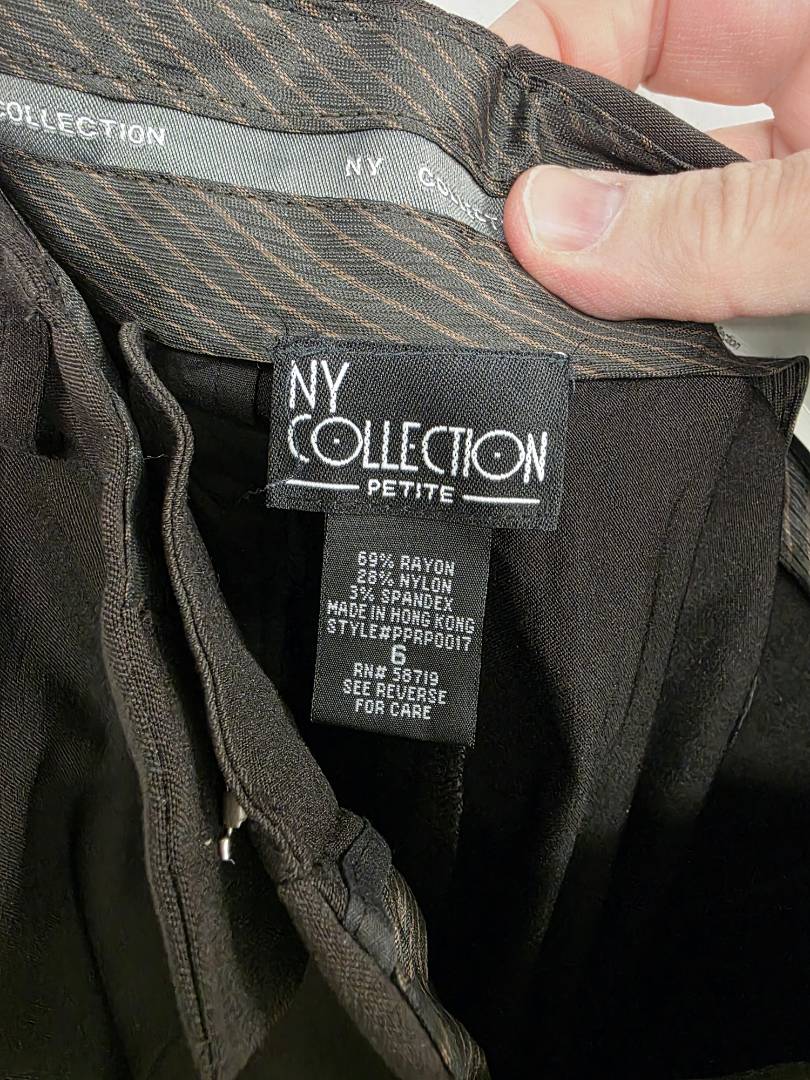 COLLECTION
NY COLLECT
NY
COLLECTION
PETITE
69% RAYON
28% NYLON
3% SPANDEX
MADE IN HONG KONG
STYLE#PPRP0017
6
RN# 58719
SEE REVERSE
FOR CARE